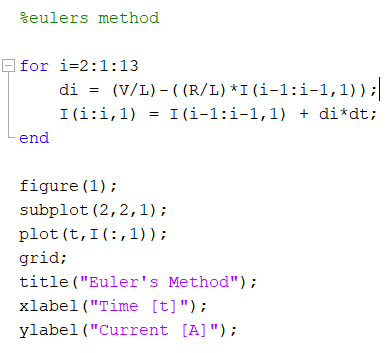 %eulers method
for i=2:1:13
di = (V/L)-((R/L)*I(i-1:i-1,1));
I(i:i,1) = I(i-1:i-1,1) + di*dt;
end
figure(1);
subplot(2,2,1);
plot(t,I(:,1));
grid;
title("Euler's Method");
xlabel("Time [t]");
ylabel("Current [A]");